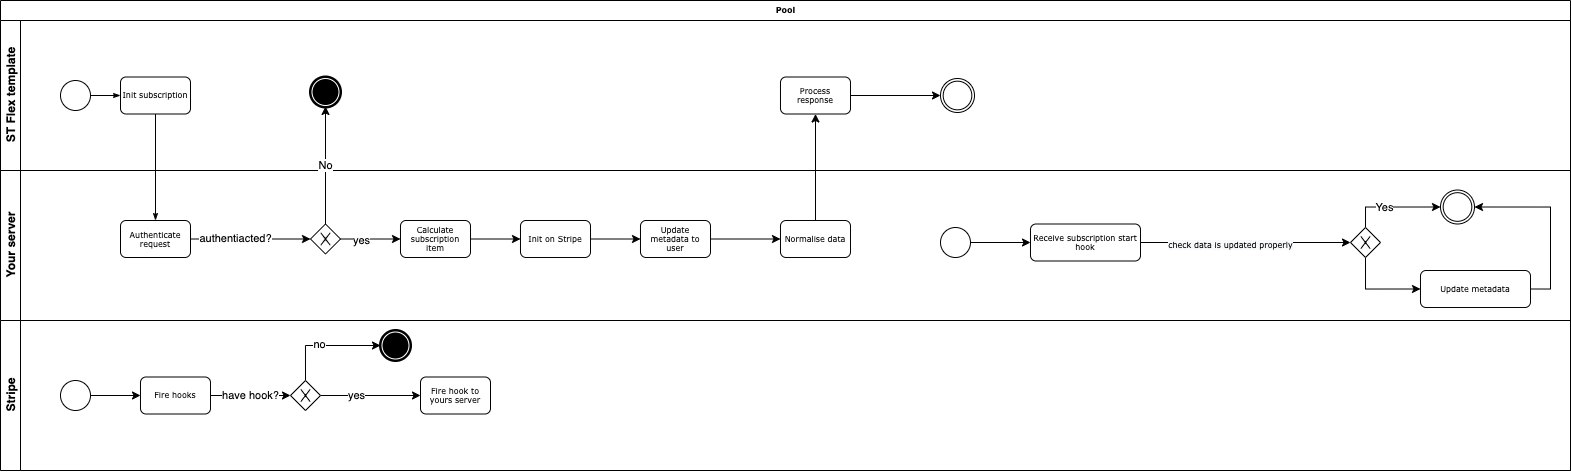 Pool
ST Flex template
Init subscription
Process
response
No
Your server
Authenticate
request
authentiacted?
X
yes
Calculate
subscription
item
Init on Stripe
Update
metadata to
user
Normalise data
Receive subscription start
hook
check data is updated properly
X
Yes
Update metadata
Stripe
Fire hooks
have hook?
X
no
yes
Fire hook to
yours server